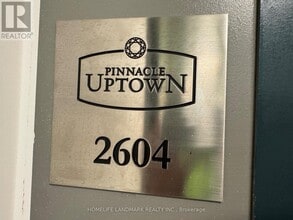 REALTOR
PINNACLE
UPTOWN
2604
HOMELIFE LANDMARK REALTY INC., Brokerage